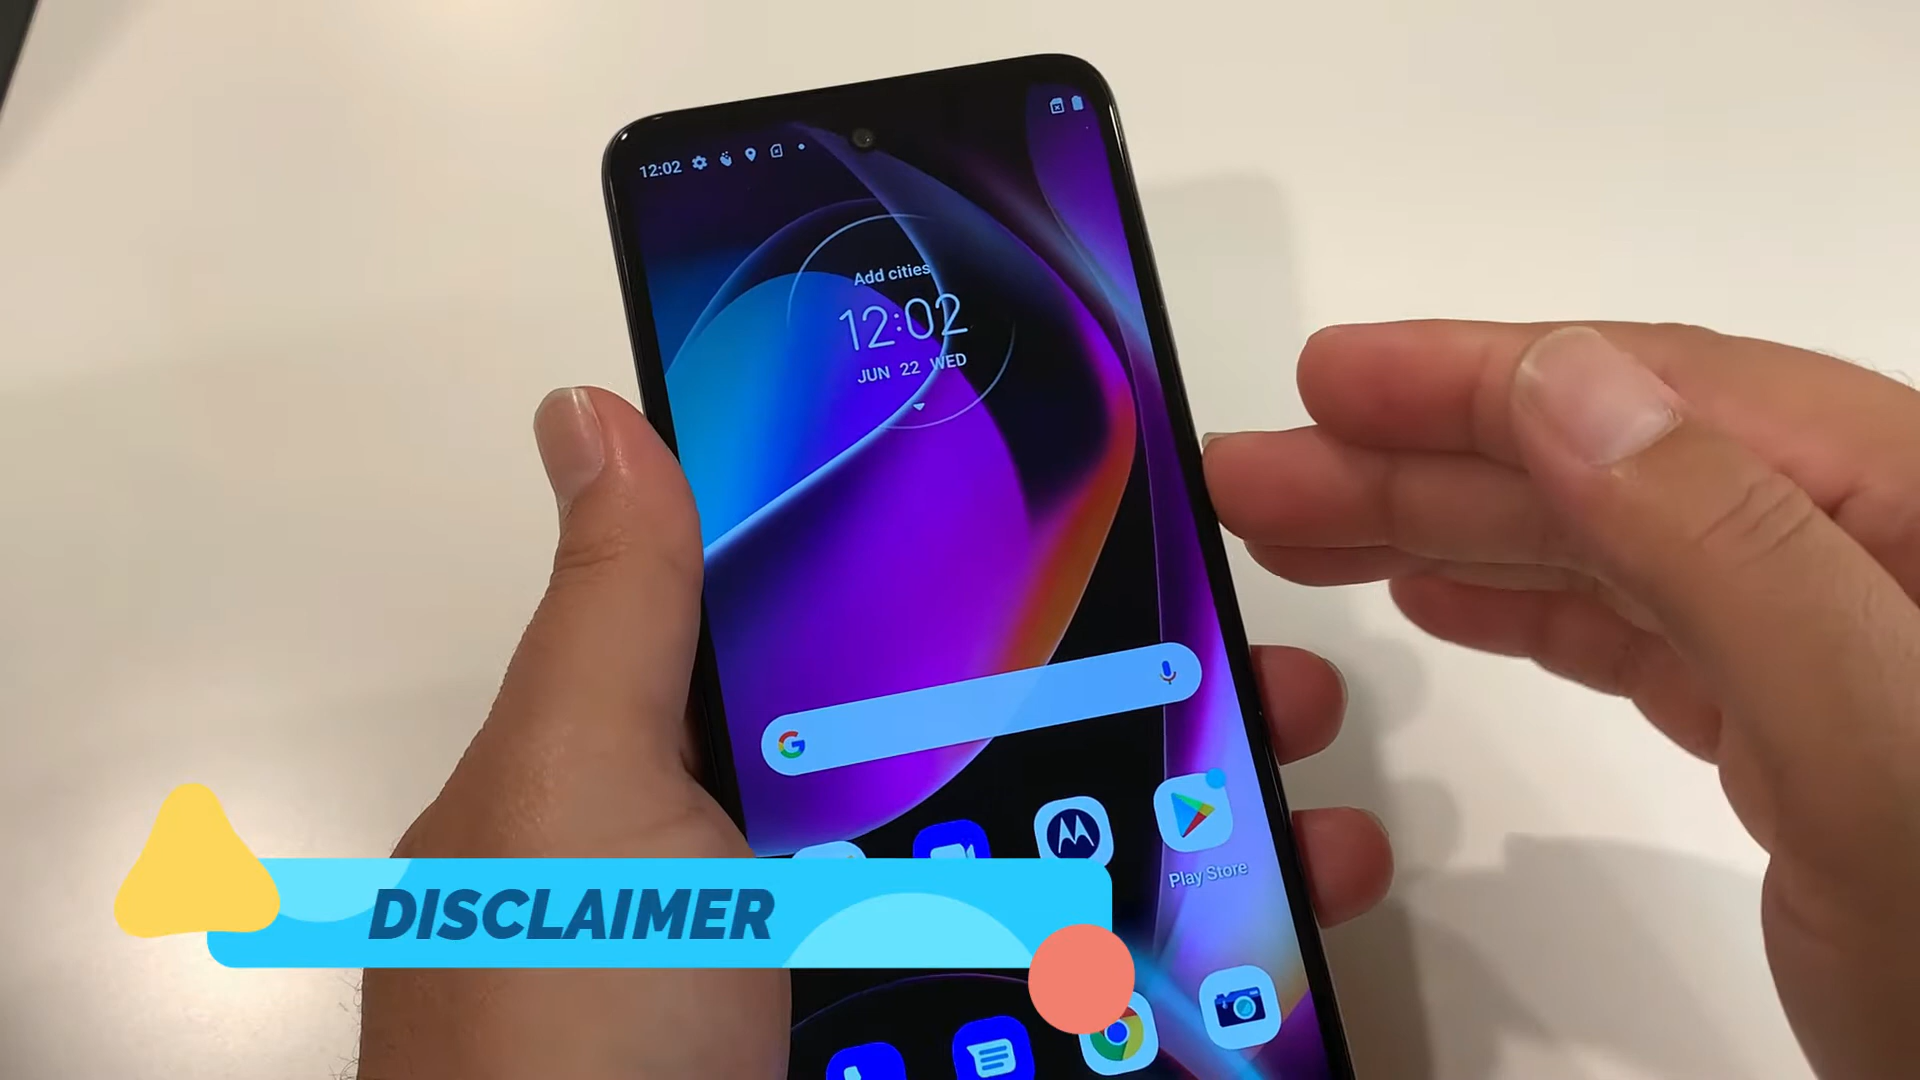 12:02
Add cities
12:02
JUN 22 WED
G
Play Store
DISCLAIMER